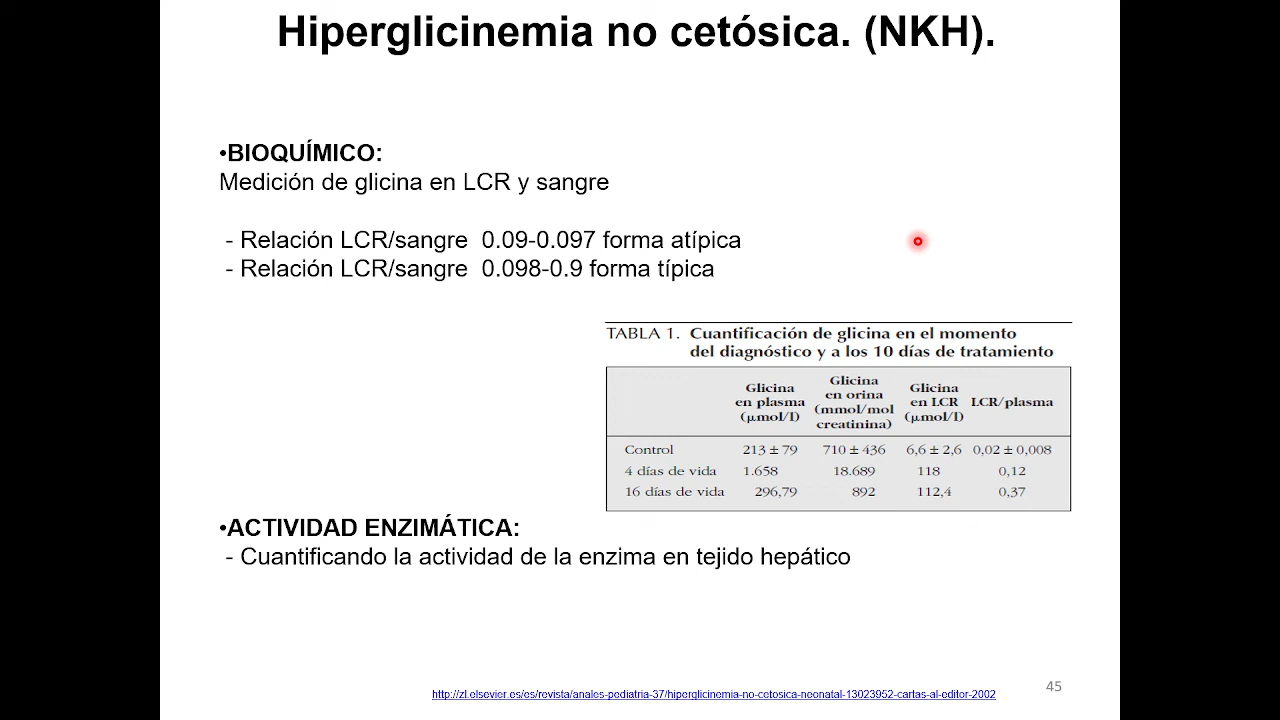 Hiperglicinemia no cetósica. (NKH).
•BIOQUÍMICO:
Medición de glicina en LCR y sangre
- Relación LCR/sangre 0.09-0.097 forma atípica
- Relación LCR/sangre 0.098-0.9 forma típica
TABLA 1. Cuantificación de glicina en el momento
del diagnóstico y a los 10 días de tratamiento
Glicina en plasma (µmol/l) Glicina en orina (mmol/mol creatinina) Glicina en LCR (µmol/l) LCR/plasma
Control 213 ± 79 710 ± 436 6,6 ± 2,6 0,02 ± 0,008
4 días de vida 1.658 18.689 118 0,12
16 días de vida 296,79 892 112,4 0,37
•ACTIVIDAD ENZIMÁTICA:
- Cuantificando la actividad de la enzima en tejido hepático
http://zl.elsevier.es/es/revista/anales-pediatria-37/hiperglicinemia-no-cetosica-neonatal-13023952-cartas-al-editor-2002
45